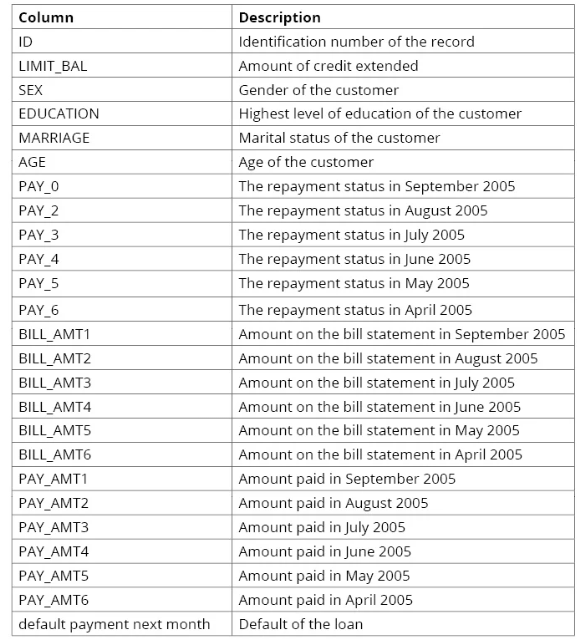 Column Description
ID Identification number of the record
LIMIT_BAL Amount of credit extended
SEX Gender of the customer
EDUCATION Highest level of education of the customer
MARRIAGE Marital status of the customer
AGE Age of the customer
PAY_0 The repayment status in September 2005
PAY_2 The repayment status in August 2005
PAY_3 The repayment status in July 2005
PAY_4 The repayment status in June 2005
PAY_5 The repayment status in May 2005
PAY_6 The repayment status in April 2005
BILL_AMT1 Amount on the bill statement in September 2005
BILL_AMT2 Amount on the bill statement in August 2005
BILL_AMT3 Amount on the bill statement in July 2005
BILL_AMT4 Amount on the bill statement in June 2005
BILL_AMT5 Amount on the bill statement in May 2005
BILL_AMT6 Amount on the bill statement in April 2005
PAY_AMT1 Amount paid in September 2005
PAY_AMT2 Amount paid in August 2005
PAY_AMT3 Amount paid in July 2005
PAY_AMT4 Amount paid in June 2005
PAY_AMT5 Amount paid in May 2005
PAY_AMT6 Amount paid in April 2005
default payment next month Default of the loan